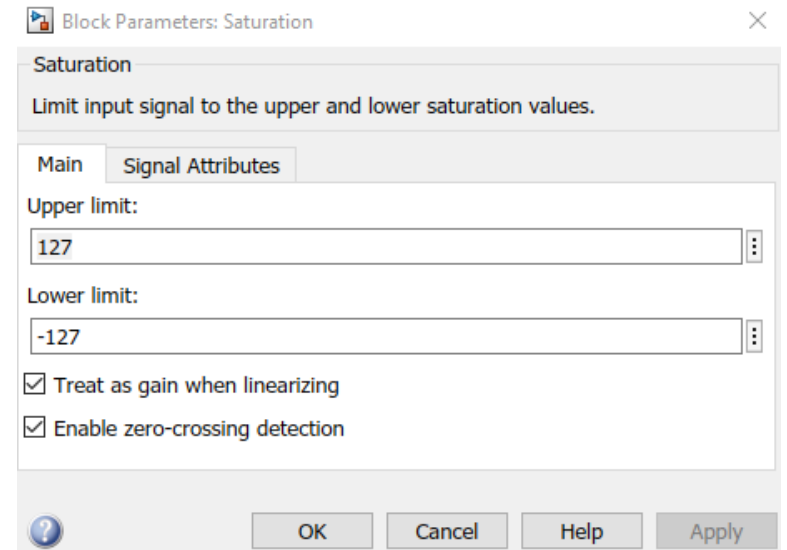 Block Parameters: Saturation
Saturation
Limit input signal to the upper and lower saturation values.
Main Signal Attributes
Upper limit:
127
Lower limit:
-127
Treat as gain when linearizing
Enable zero-crossing detection
OK Cancel Help Apply